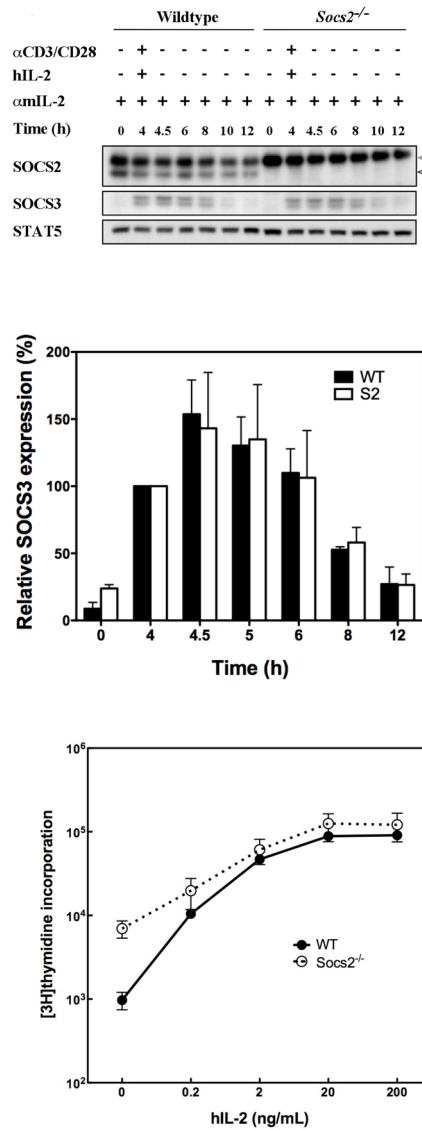 Wildtype Socs2-/-
αCD3/CD28 - + - - - - - - + - - - - -
hIL-2 - + - - - - - - + - - - - -
αmIL-2 + + + + + + + + + + + + + +
Time (h) 0 4 4.5 6 8 10 12 0 4 4.5 6 8 10 12
SOCS2
<
SOCS3
STAT5
Relative SOCS3 expression (%)
200
150
100
50
0
WT
S2
0 4 4.5 5 6 8 12
Time (h)
[3H]thymidine incorporation
10^6
10^5
10^4
10^3
10^2
WT
Socs2-/-
0 0.2 2 20 200
hIL-2 (ng/mL)